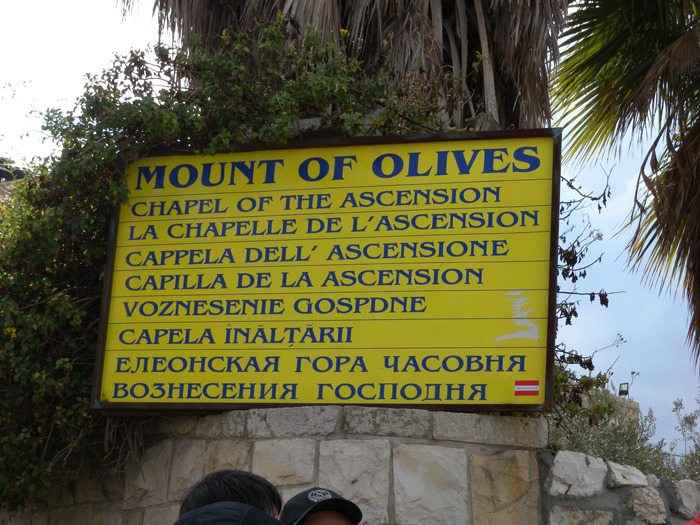 MOUNT OF OLIVES
CHAPEL OF THE ASCENSION
LA CHAPELLE DE L'ASCENSION
CAPPELA DELL' ASCENSIONE
CAPILLA DE LA ASCENSION
VOZNESENIE GOSPDNE
CAPELA ÎNĂLȚĂRII
ЕЛЕОНСКАЯ ГОРА ЧАСОВНЯ
ВОЗНЕСЕНИЯ ГОСПОДНЯ